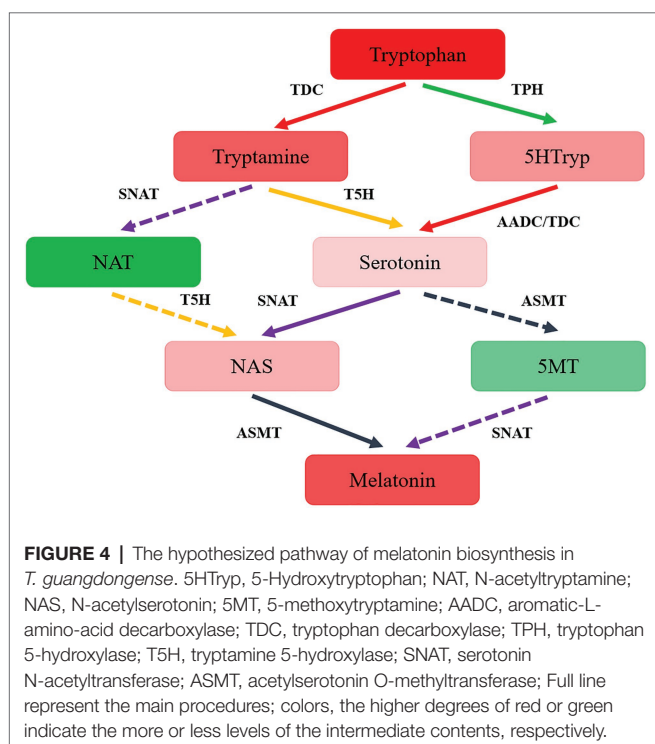 Tryptophan
TDC
TPH
Tryptamine
5HTryp
SNAT
T5H
AADC/TDC
NAT
Serotonin
T5H
SNAT
ASMT
NAS
5MT
ASMT
SNAT
Melatonin
FIGURE 4 | The hypothesized pathway of melatonin biosynthesis in
T. guangdongense. 5HTryp, 5-Hydroxytryptophan; NAT, N-acetyltryptamine;
NAS, N-acetylserotonin; 5MT, 5-methoxytryptamine; AADC, aromatic-L-
amino-acid decarboxylase; TDC, tryptophan decarboxylase; TPH, tryptophan
5-hydroxylase; T5H, tryptamine 5-hydroxylase; SNAT, serotonin
N-acetyltransferase; ASMT, acetylserotonin O-methyltransferase; Full line
represent the main procedures; colors, the higher degrees of red or green
indicate the more or less levels of the intermediate contents, respectively.